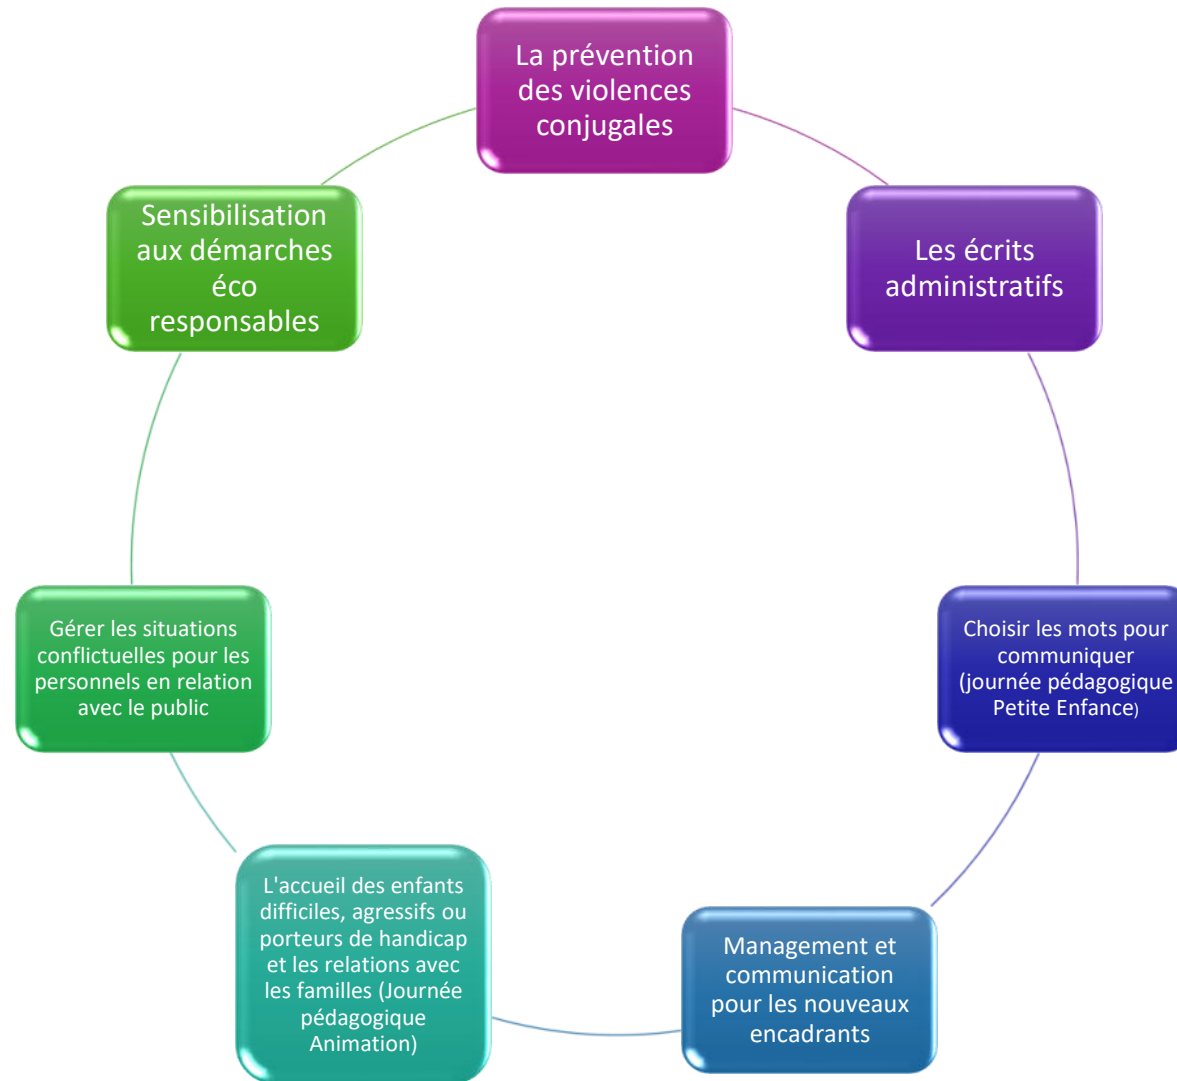 La prévention
des violences
conjugales
Les écrits
administratifs
Choisir les mots pour
communiquer
(journée pédagogique
Petite Enfance)
Management et
communication
pour les nouveaux
encadrants
L'accueil des enfants
difficiles, agressifs ou
porteurs de handicap
et les relations avec
les familles (Journée
pédagogique
Animation)
Gérer les situations
conflictuelles pour les
personnels en relation
avec le public
Sensibilisation
aux démarches
éco
responsables